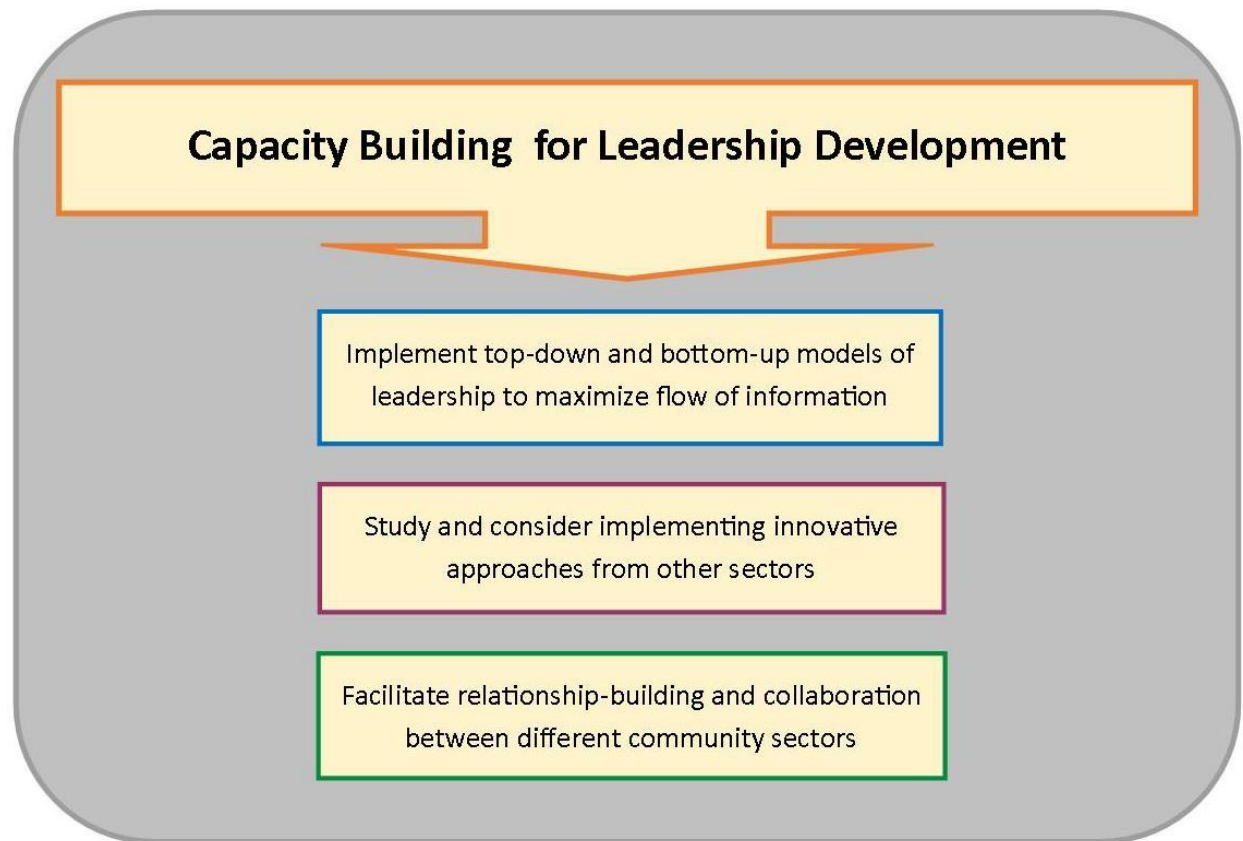 Capacity Building  for Leadership Development
Implement top-down and bottom-up models of
leadership to maximize flow of information
Study and consider implementing innovative
approaches from other sectors
Facilitate relationship-building and collaboration
between different community sectors